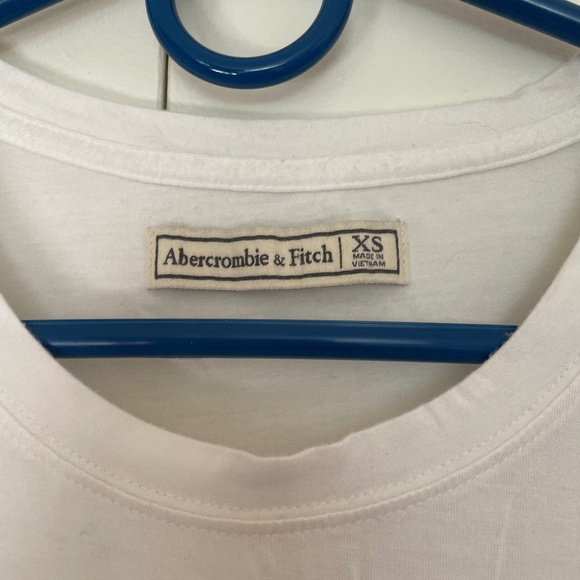 Abercrombie & Fitch
XS
MADE IN
VIETNAM